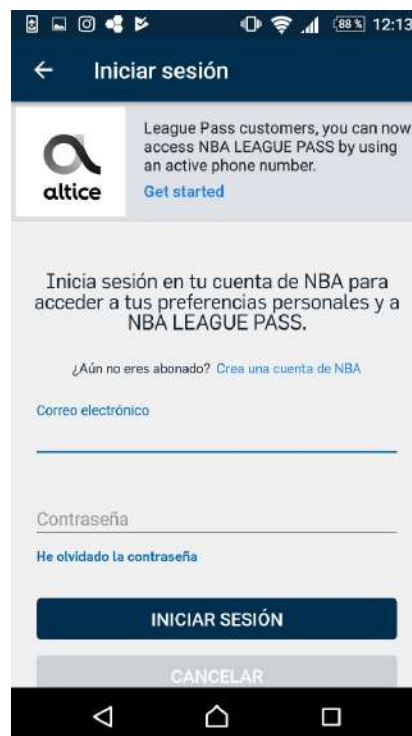 88% 12:13
Iniciar sesión
League Pass customers, you can now
access NBA LEAGUE PASS by using
an active phone number.
Get started
altice
Inicia sesión en tu cuenta de NBA para
acceder a tus preferencias personales y a
NBA LEAGUE PASS.
¿Aún no eres abonado? Crea una cuenta de NBA
Correo electrónico
Contraseña
He olvidado la contraseña
INICIAR SESIÓN
CANCELAR